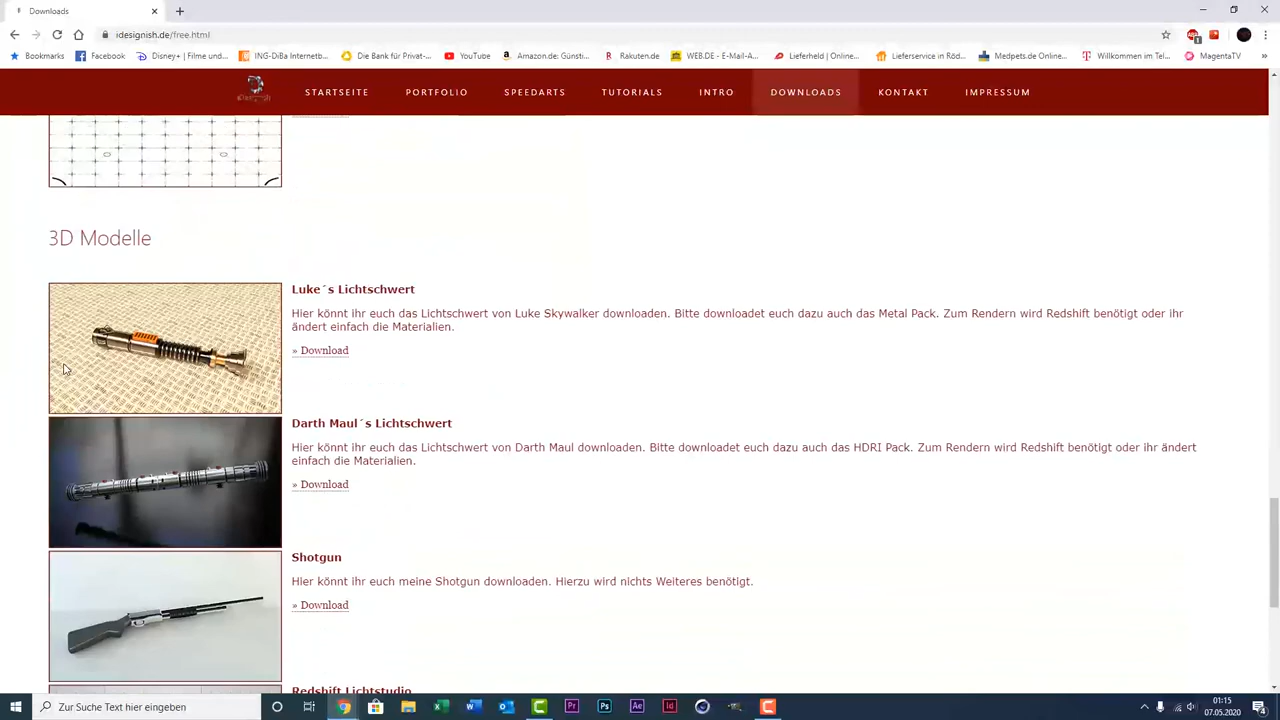 Downloads
idesignish.de/free.html
Bookmarks Facebook Disney+ | Filme und... ING-DiBa Internetb... Die Bank für Privat-... YouTube Amazon.de: Günsti... Rakuten.de WEB.DE - E-Mail-A... Lieferheld | Online... Lieferservice in Röd... Medpets.de Online... Willkommen im Tel... MagentaTV »
STARTSEITE PORTFOLIO SPEEDARTS TUTORIALS INTRO DOWNLOADS KONTAKT IMPRESSUM
3D Modelle
Luke´s Lichtschwert
Hier könnt ihr euch das Lichtschwert von Luke Skywalker downloaden. Bitte downloadet euch dazu auch das Metal Pack. Zum Rendern wird Redshift benötigt oder ihr
ändert einfach die Materialien.
» Download
Darth Maul´s Lichtschwert
Hier könnt ihr euch das Lichtschwert von Darth Maul downloaden. Bitte downloadet euch dazu auch das HDRI Pack. Zum Rendern wird Redshift benötigt oder ihr ändert
einfach die Materialien.
» Download
Shotgun
Hier könnt ihr euch meine Shotgun downloaden. Hierzu wird nichts Weiteres benötigt.
» Download
Redshift Lichtstudio
Zur Suche Text hier eingeben
01:15
07.05.2020